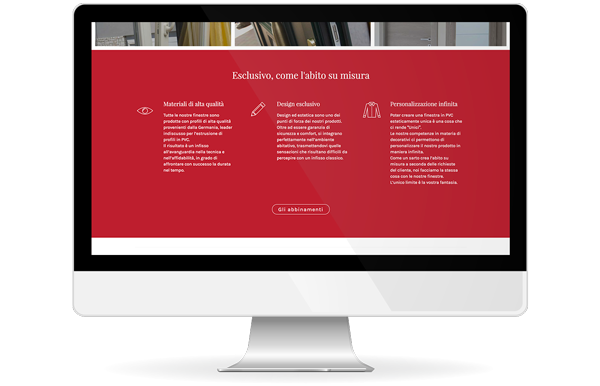 Esclusivo, come l'abito su misura
Materiali di alta qualità
Tutte le nostre finestre sono
prodotte con profili di alta qualità
provenienti dalla Germania, leader
indiscusso per l'estrusione di
profili in PVC.
Il risultato è un infisso
all'avanguardia nella tecnica e
nell'affidabilità, in grado di
affrontare con successo la durata
nel tempo.
Design esclusivo
Design ed estetica sono uno dei
punti di forza dei nostri prodotti.
Oltre ad essere garanzia di
sicurezza e comfort, si integrano
perfettamente nell'ambiente
abitativo, trasmettendovi quelle
sensazioni che risultano difficili da
percepire con un infisso classico.
Personalizzazione infinita
Poter creare una finestra in PVC
esteticamente unica è una cosa che
ci rende "Unici".
La nostra competenza in materia di
decorativi ci permettono di
personalizzare il nostro prodotto in
maniera infinita.
Come un sarto crea l'abito su
misura a seconda delle richieste
del cliente, noi facciamo la stessa
cosa con le nostre finestre.
L'unico limite è la vostra fantasia.
Gli abbinamenti